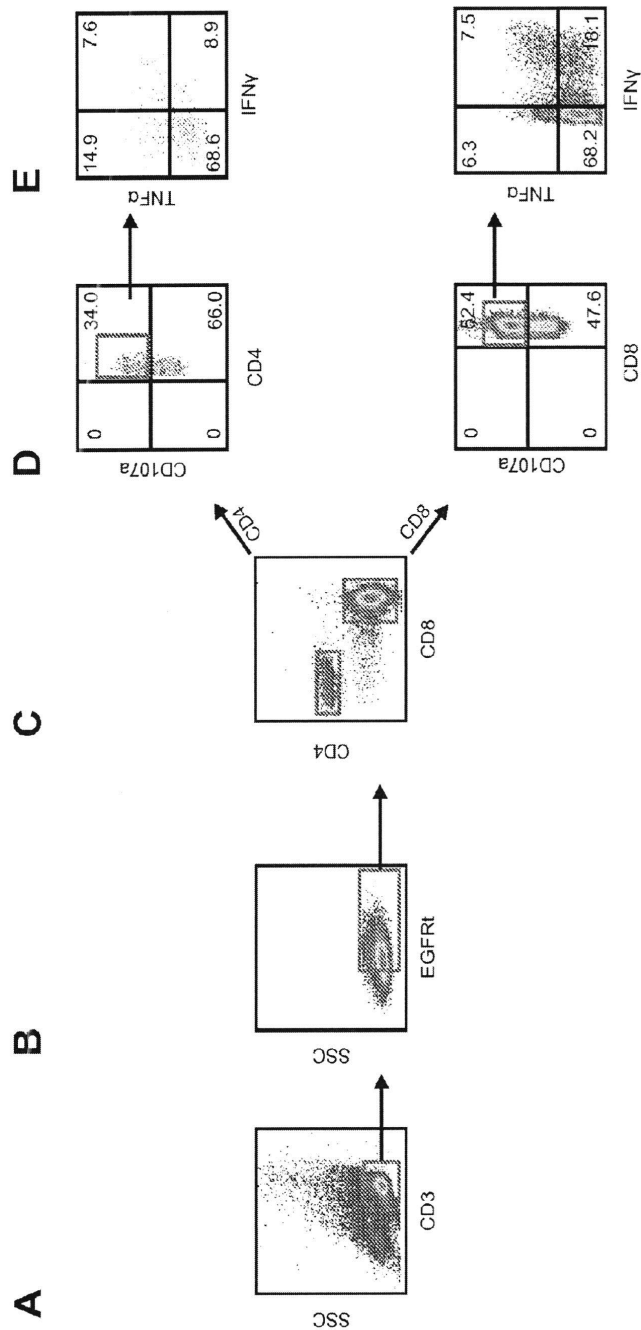 A
SSC
CD3
B
SSC
EGFRt
C
CD4
CD8
CD4
CD8
D
CD107a
0
34.0
0
66.0
CD4
CD107a
0
52.4
0
47.6
CD8
E
TNFα
14.9
7.6
68.6
8.9
IFNγ
TNFα
6.3
7.5
68.2
18.1
IFNγ